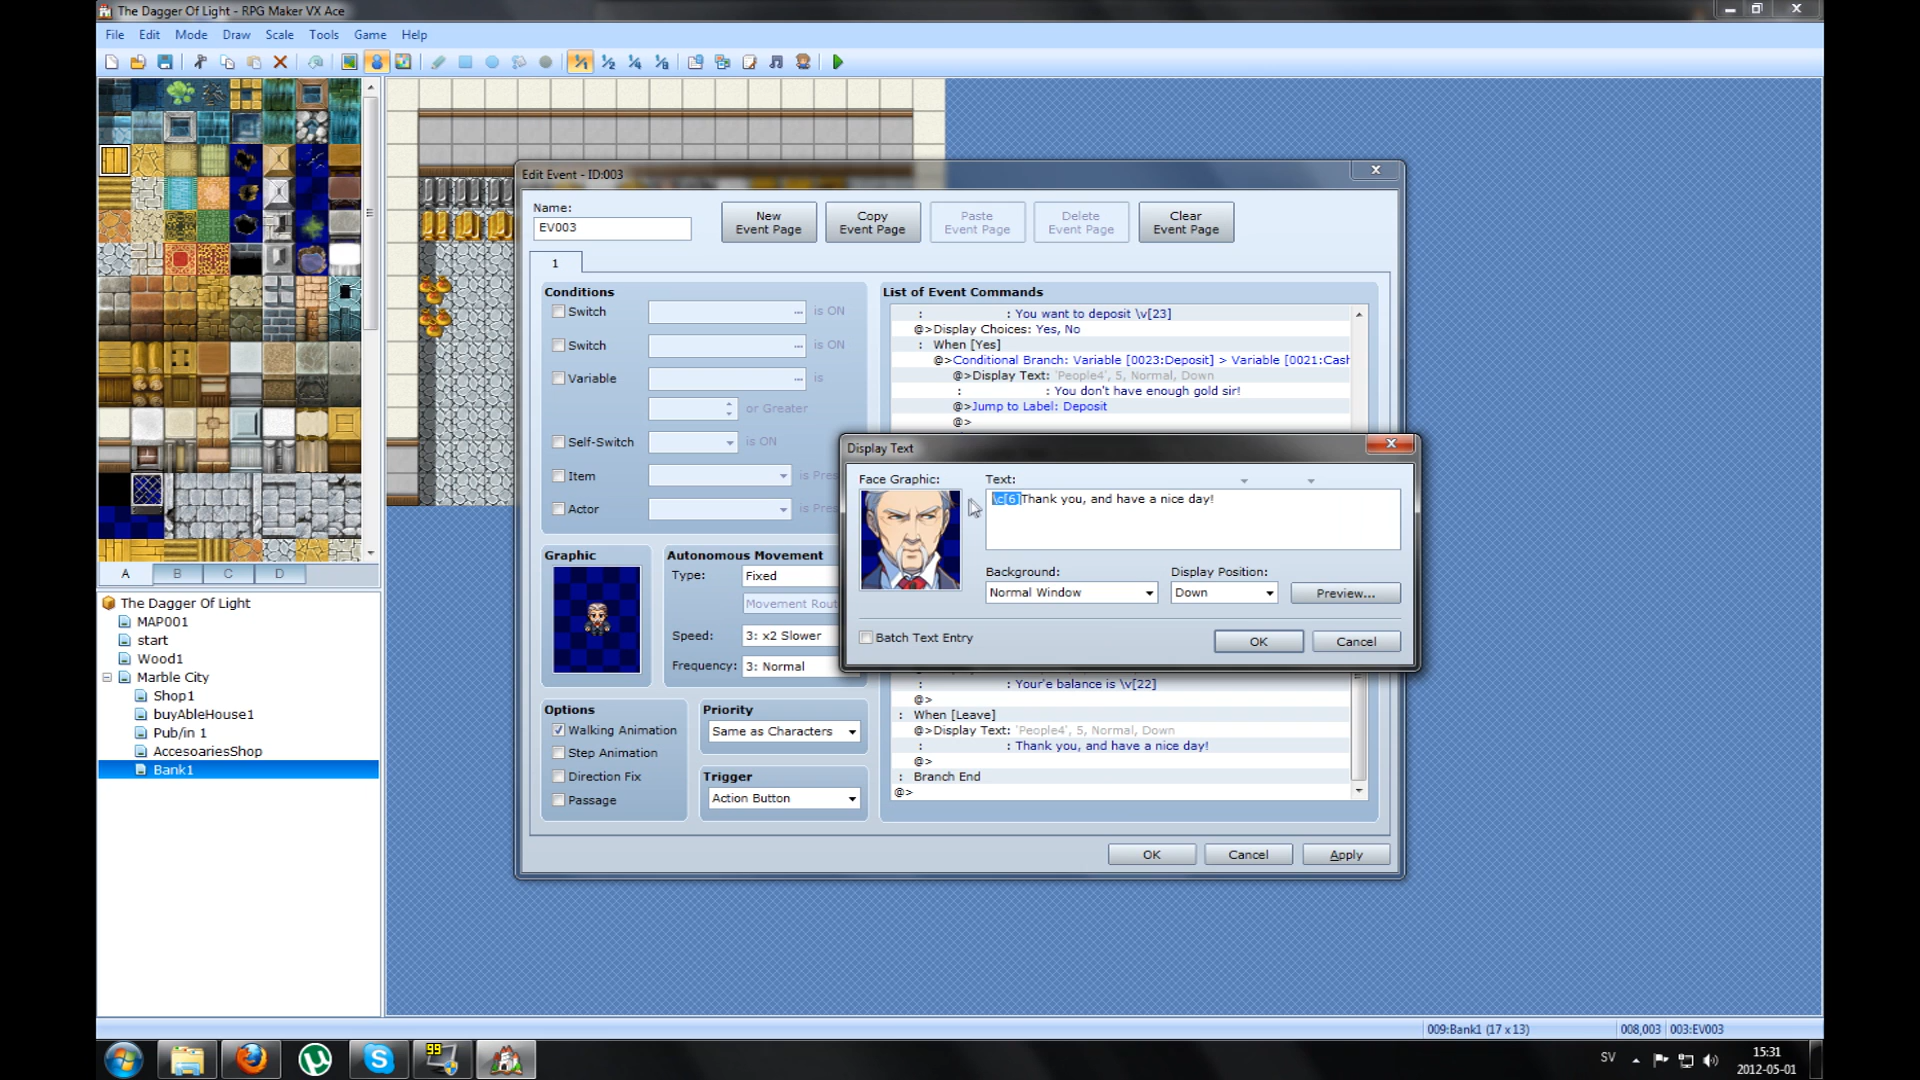 The Dagger Of Light - RPG Maker VX Ace
File Edit Mode Draw Scale Tools Game Help
Edit Event - ID:003
Name:
EV003
New Event Page
Copy Event Page
Paste Event Page
Delete Event Page
Clear Event Page
1
Conditions
Switch ... is ON
Switch ... is ON
Variable ... is
or Greater
Self-Switch is ON
Item is Pres
Actor is Pres
Graphic
Autonomous Movement
Type: Fixed
Movement Rout
Speed: 3: x2 Slower
Frequency: 3: Normal
Options
Walking Animation
Step Animation
Direction Fix
Passage
Priority
Same as Characters
Trigger
Action Button
List of Event Commands
: : You want to deposit \v[23]
@>Display Choices: Yes, No
: When [Yes]
@>Conditional Branch: Variable [0023:Deposit] > Variable [0021:Cash
@>Display Text: 'People4', 5, Normal, Down
: : You don't have enough gold sir!
@>Jump to Label: Deposit
@>
Display Text
Face Graphic:
Text:
\c[6]Thank you, and have a nice day!
Background:
Normal Window
Display Position:
Down
Preview...
Batch Text Entry
OK
Cancel
: : Your'e balance is \v[22]
@>
: When [Leave]
@>Display Text: 'People4', 5, Normal, Down
: : Thank you, and have a nice day!
@>
: Branch End
@>
OK
Cancel
Apply
A B C D
The Dagger Of Light
MAP001
start
Wood1
Marble City
Shop1
buyAbleHouse1
Pub/in 1
AccesoariesShop
Bank1
009:Bank1 (17 x 13) 008,003 003:EV003
99
SV
15:31
2012-05-01